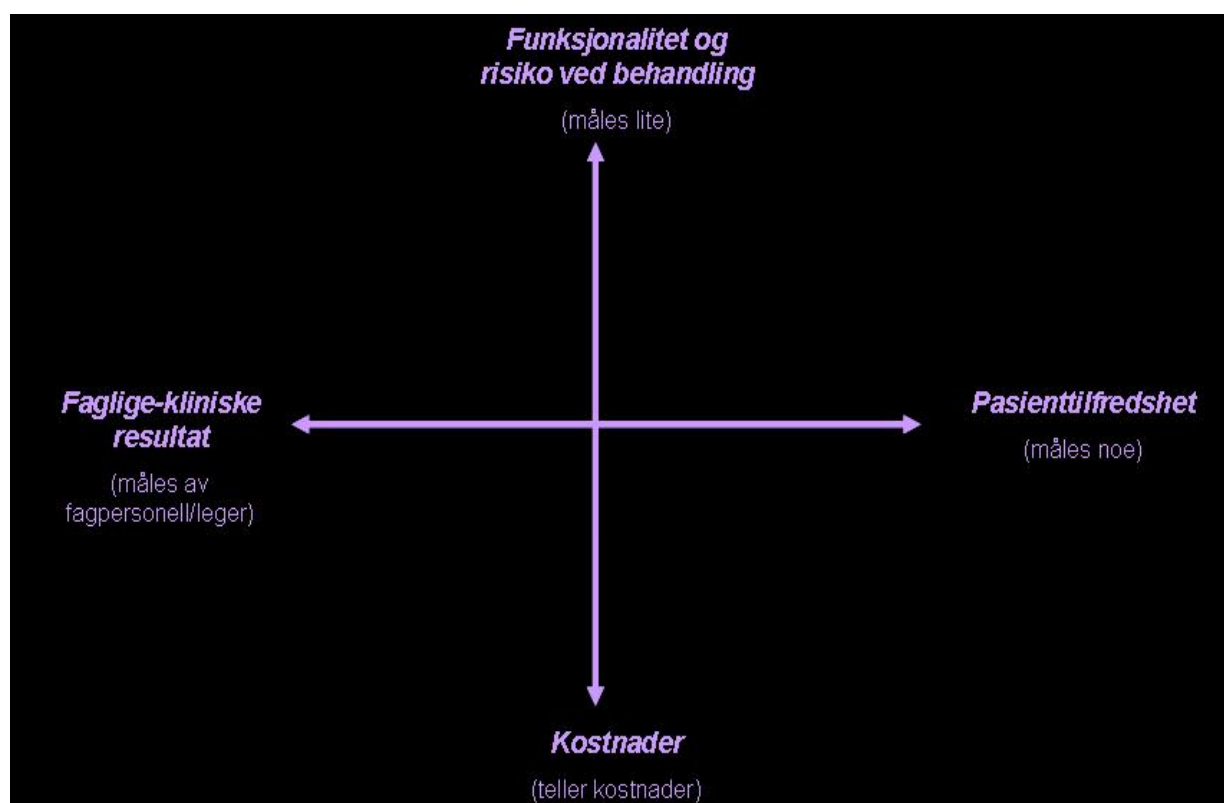 Funksjonalitet og
risiko ved behandling
(måles lite)
Faglige-kliniske
resultat
(måles av
fagpersonell/leger)
Pasienttilfredshet
(måles noe)
Kostnader
(teller kostnader)